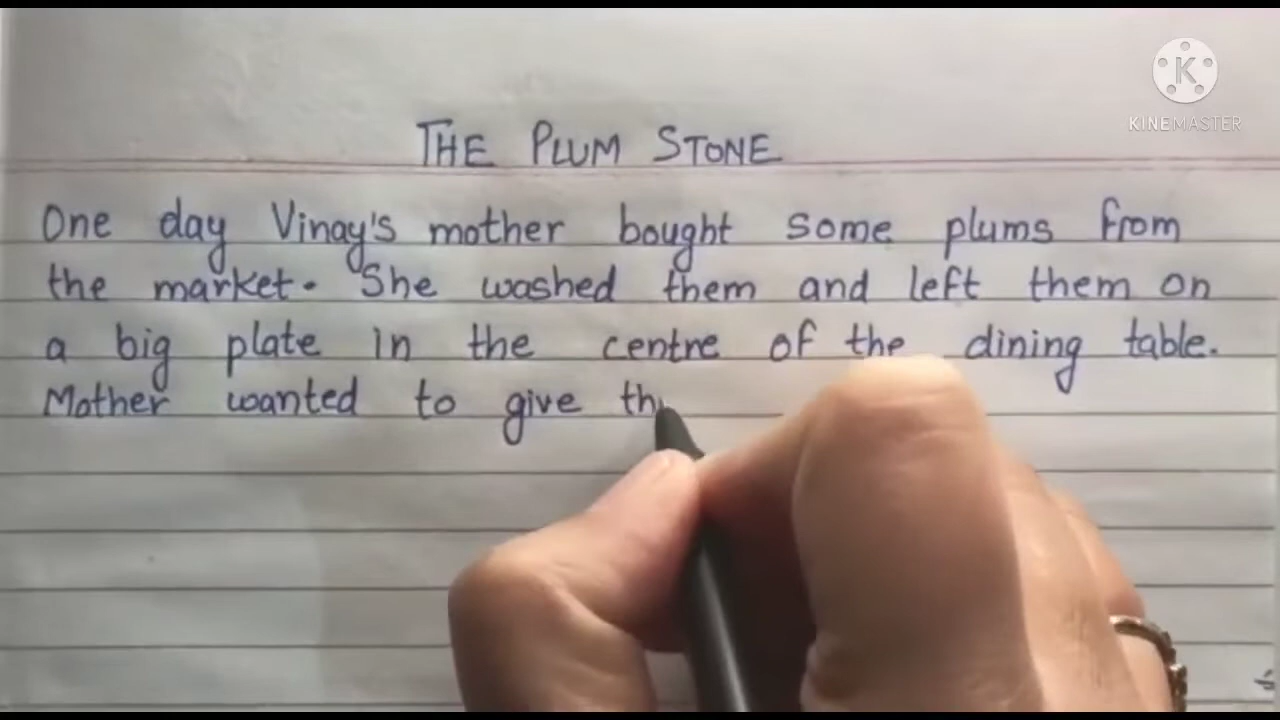 K
KINEMASTER
THE PLUM STONE
One day Vinay's mother bought some plums from
the market. She washed them and left them on
a big plate in the centre of the dining table.
Mother wanted to give th